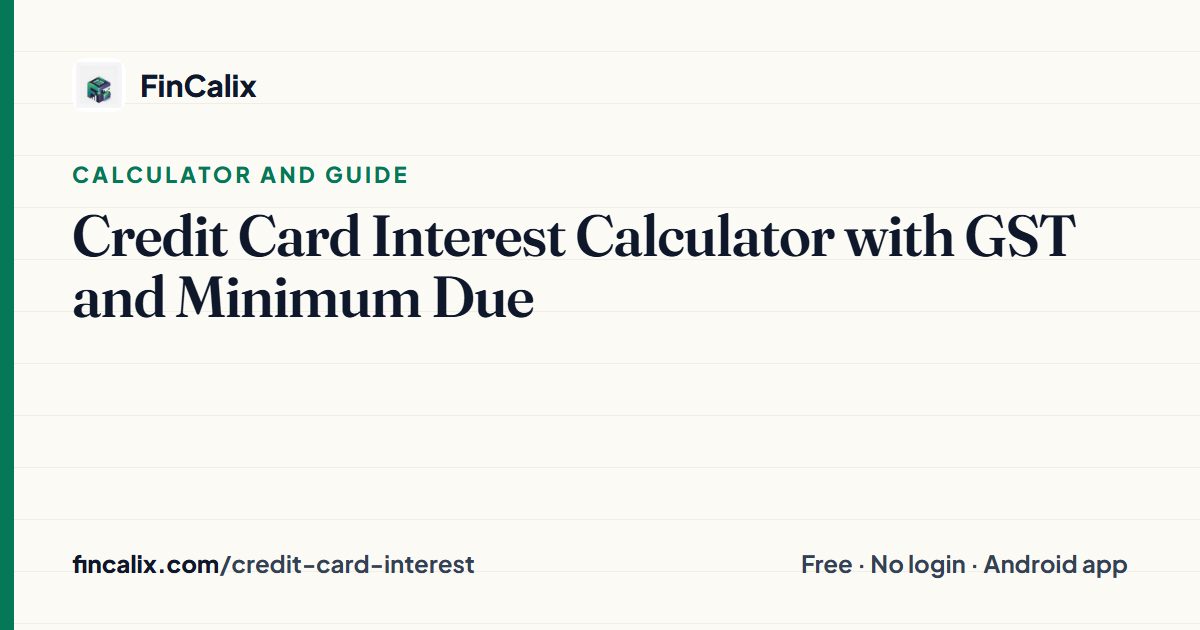 FinCalix
CALCULATOR AND GUIDE
Credit Card Interest Calculator with GST
and Minimum Due
fincalix.com/credit-card-interest
Free · No login · Android app